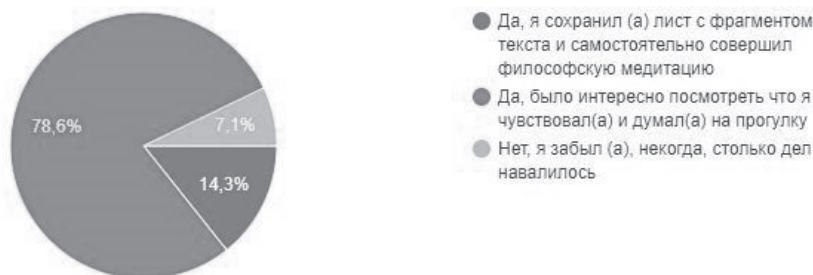 78,6%
7,1%
14,3%
Да, я сохранил (а) лист с фрагментом
текста и самостоятельно совершил
философскую медитацию
Да, было интересно посмотреть что я
чувствовал(а) и думал(а) на прогулку
Нет, я забыл (а), некогда, столько дел
навалилось